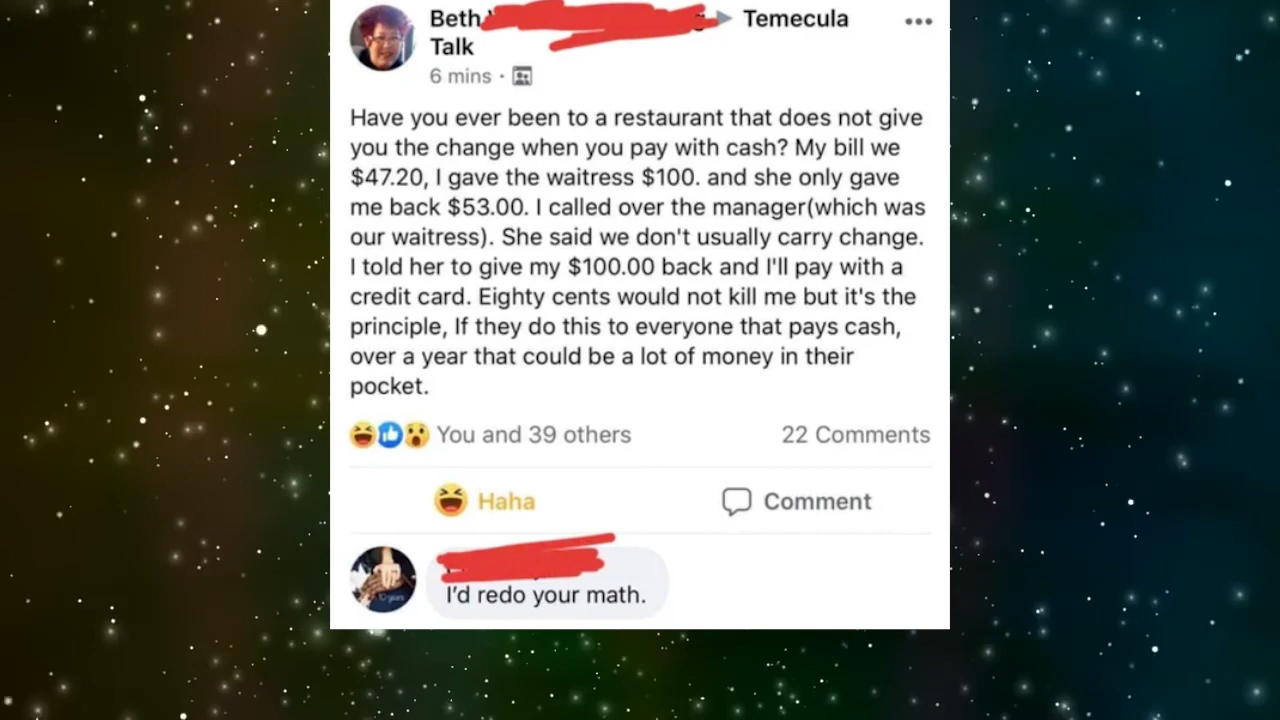 Beth Temecula
Talk
6 mins ·
Have you ever been to a restaurant that does not give
you the change when you pay with cash? My bill we
$47.20, I gave the waitress $100. and she only gave
me back $53.00. I called over the manager(which was
our waitress). She said we don't usually carry change.
I told her to give my $100.00 back and I'll pay with a
credit card. Eighty cents would not kill me but it's the
principle, If they do this to everyone that pays cash,
over a year that could be a lot of money in their
pocket.
You and 39 others 22 Comments
Haha Comment
I'd redo your math.